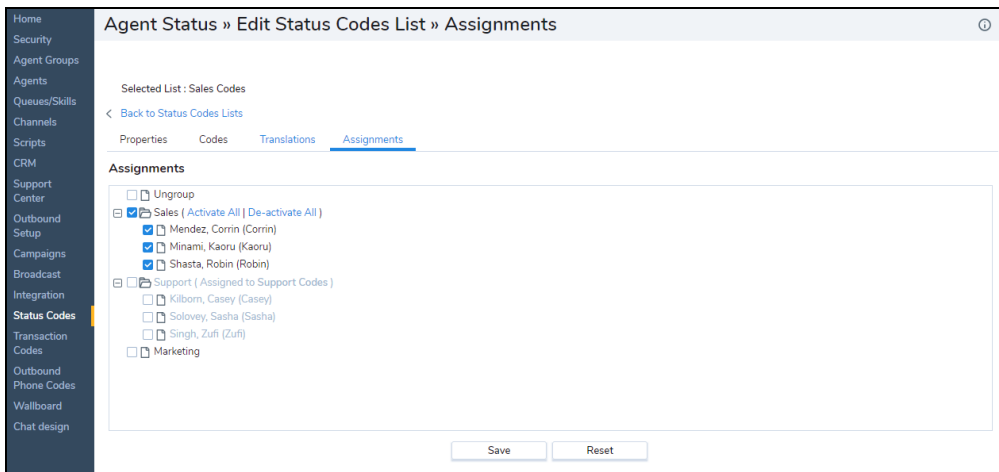 Home
Agent Status » Edit Status Codes List » Assignments
Security
Agent Groups
Agents
Selected List : Sales Codes
Queues/Skills
< Back to Status Codes Lists
Channels
Scripts
Properties Codes Translations Assignments
CRM
Assignments
Support
Center
Ungroup
Outbound
Setup
Sales ( Activate All | De-activate All )
Mendez, Corrin (Corrin)
Campaigns
Minami, Kaoru (Kaoru)
Broadcast
Shasta, Robin (Robin)
Integration
Support ( Assigned to Support Codes )
Kilborn, Casey (Casey)
Status Codes
Solovey, Sasha (Sasha)
Transaction
Codes
Singh, Zufi (Zufi)
Marketing
Outbound
Phone Codes
Wallboard
Chat design
Save Reset